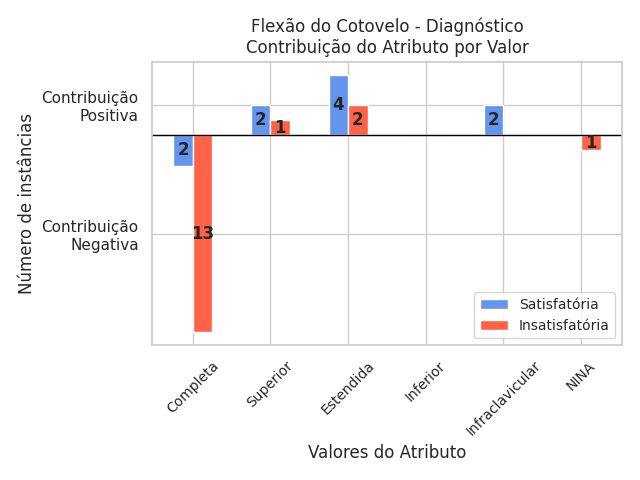 Flexão do Cotovelo - Diagnóstico
Contribuição do Atributo por Valor
Contribuição
Positiva
Contribuição
Negativa
Número de instâncias
2
13
2
1
4
2
2
1
Satisfatória
Insatisfatória
Completa
Superior
Estendida
Inferior
Infraclavicular
NINA
Valores do Atributo